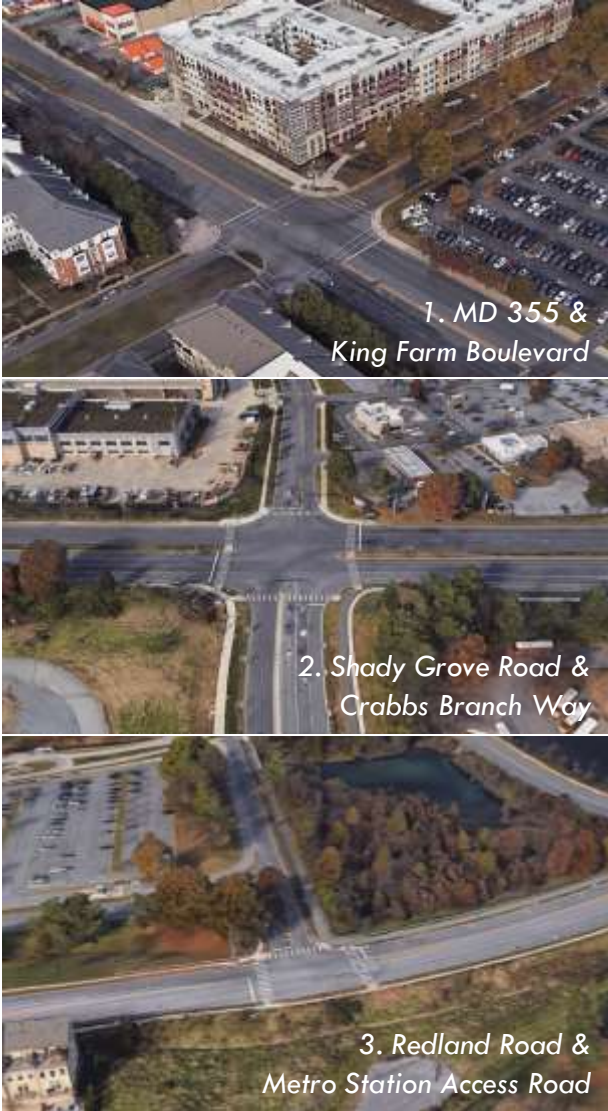 1. MD 355 &
King Farm Boulevard
2. Shady Grove Road &
Crabbs Branch Way
3. Redland Road &
Metro Station Access Road